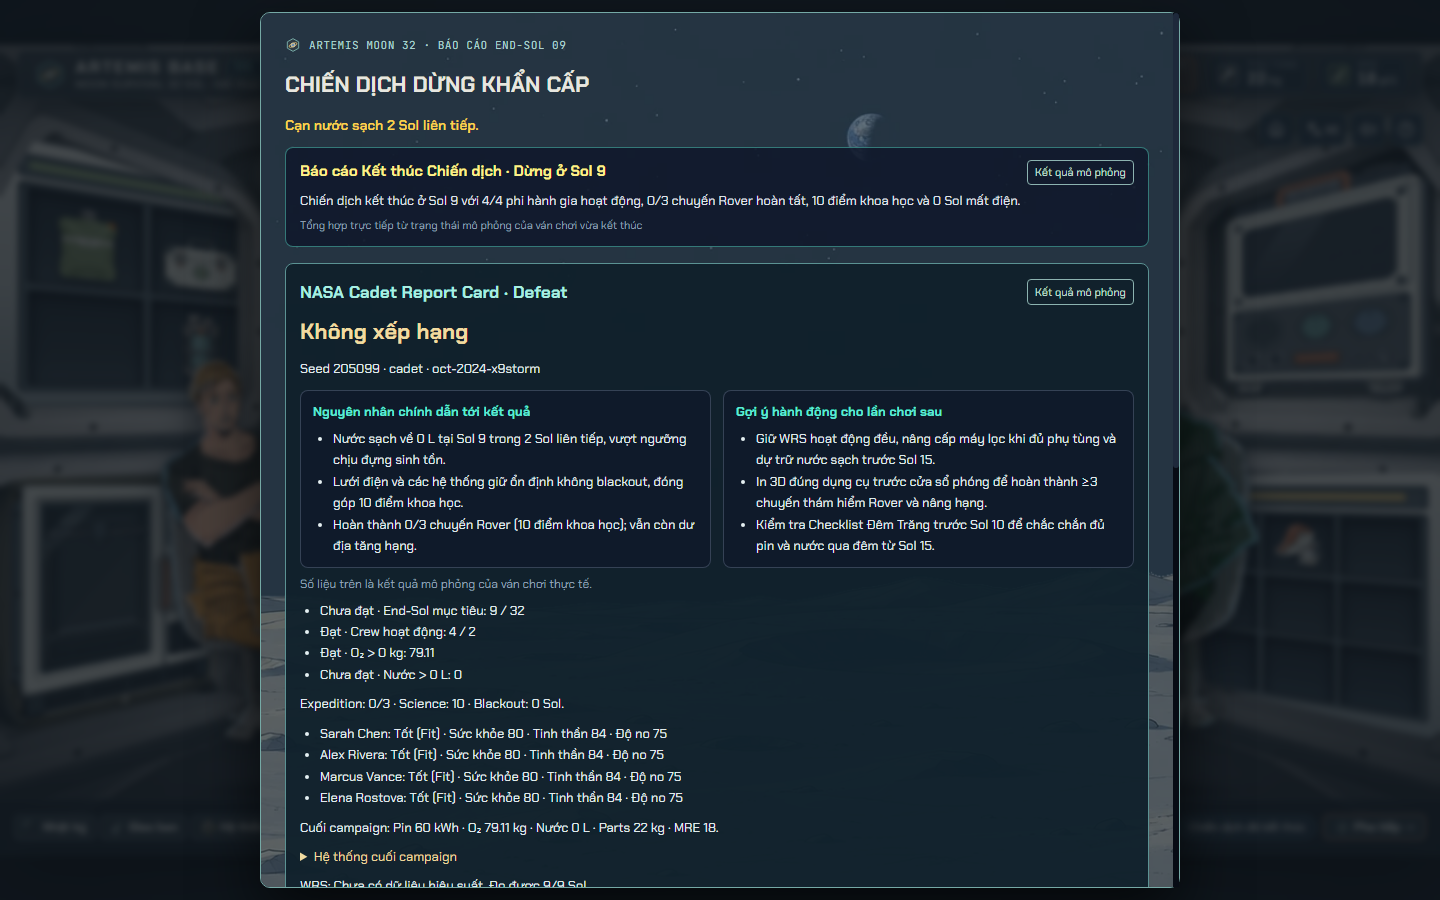 ARTEMIS MOON 32 · BÁO CÁO END-SOL 09
CHIẾN DỊCH DỪNG KHẨN CẤP
Cạn nước sạch 2 Sol liên tiếp.
Báo cáo Kết thúc Chiến dịch · Dừng ở Sol 9
Kết quả mô phỏng
Chiến dịch kết thúc ở Sol 9 với 4/4 phi hành gia hoạt động, 0/3 chuyến Rover hoàn tất, 10 điểm khoa học và 0 Sol mất điện.
Tổng hợp trực tiếp từ trạng thái mô phỏng của ván chơi vừa kết thúc
NASA Cadet Report Card · Defeat
Kết quả mô phỏng
Không xếp hạng
Seed 205099 · cadet · oct-2024-x9storm
Nguyên nhân chính dẫn tới kết quả
• Nước sạch về 0 L tại Sol 9 trong 2 Sol liên tiếp, vượt ngưỡng
chịu đựng sinh tồn.
• Lưới điện và các hệ thống giữ ổn định không blackout, đóng
góp 10 điểm khoa học.
• Hoàn thành 0/3 chuyến Rover (10 điểm khoa học); vẫn còn dư
địa tăng hạng.
Gợi ý hành động cho lần chơi sau
• Giữ WRS hoạt động đều, nâng cấp máy lọc khi đủ phụ tùng và
dự trữ nước sạch trước Sol 15.
• In 3D đúng dụng cụ trước cửa sổ phóng để hoàn thành ≥3
chuyến thám hiểm Rover và nâng hạng.
• Kiểm tra Checklist Đêm Trăng trước Sol 10 để chắc chắn đủ
pin và nước qua đêm từ Sol 15.
Số liệu trên là kết quả mô phỏng của ván chơi thực tế.
• Chưa đạt · End-Sol mục tiêu: 9 / 32
• Đạt · Crew hoạt động: 4 / 2
• Đạt · O₂ > 0 kg: 79.11
• Chưa đạt · Nước > 0 L: 0
Expedition: 0/3 · Science: 10 · Blackout: 0 Sol.
• Sarah Chen: Tốt (Fit) · Sức khỏe 80 · Tinh thần 84 · Độ no 75
• Alex Rivera: Tốt (Fit) · Sức khỏe 80 · Tinh thần 84 · Độ no 75
• Marcus Vance: Tốt (Fit) · Sức khỏe 80 · Tinh thần 84 · Độ no 75
• Elena Rostova: Tốt (Fit) · Sức khỏe 80 · Tinh thần 84 · Độ no 75
Cuối campaign: Pin 60 kWh · O₂ 79.11 kg · Nước 0 L · Parts 22 kg · MRE 18.
▶ Hệ thống cuối campaign
WRS: Chưa có dữ liệu hiệu suất. Đo được 9/9 Sol
ARTEMIS BASE